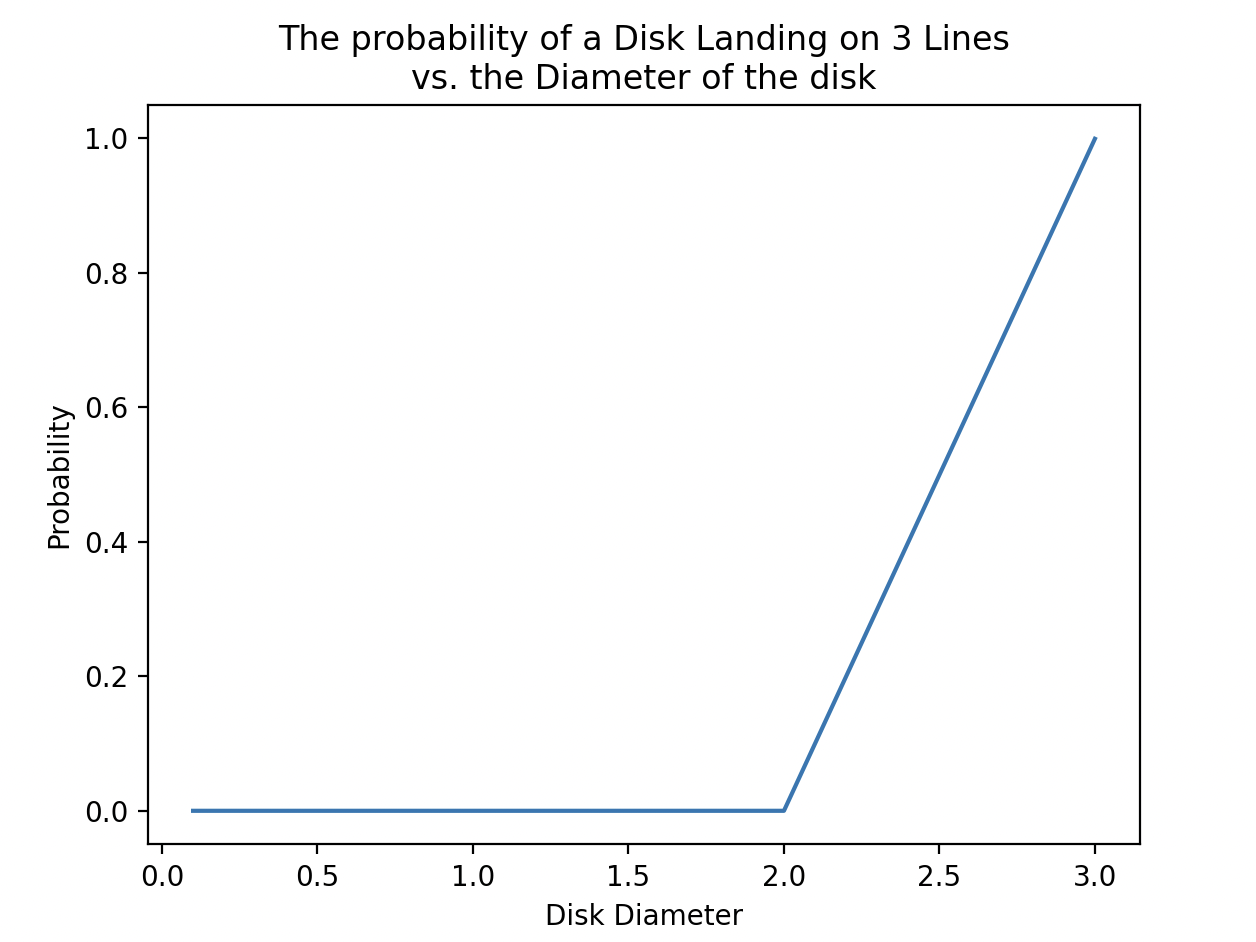 The probability of a Disk Landing on 3 Lines
vs. the Diameter of the disk
1.0
0.8
0.6
0.4
0.2
0.0
Probability
0.0 0.5 1.0 1.5 2.0 2.5 3.0
Disk Diameter